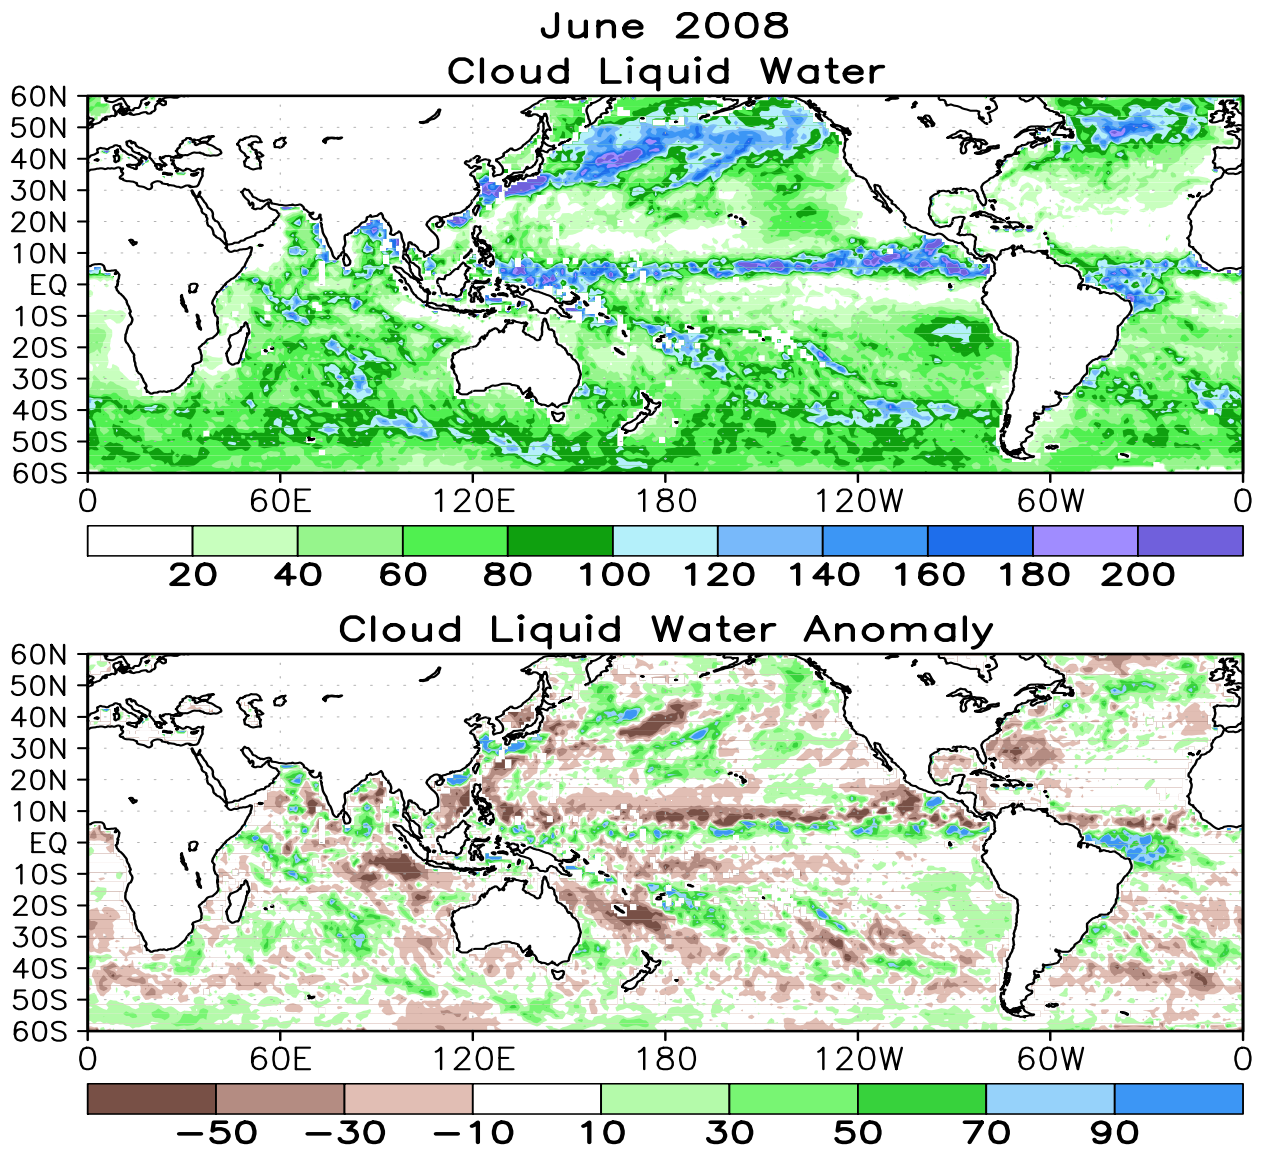 June 2008
Cloud Liquid Water
60N
50N
40N
30N
20N
10N
EQ
10S
20S
30S
40S
50S
60S
0 60E 120E 180 120W 60W 0
20 40 60 80 100 120 140 160 180 200
Cloud Liquid Water Anomaly
60N
50N
40N
30N
20N
10N
EQ
10S
20S
30S
40S
50S
60S
0 60E 120E 180 120W 60W 0
−50 −30 −10 10 30 50 70 90